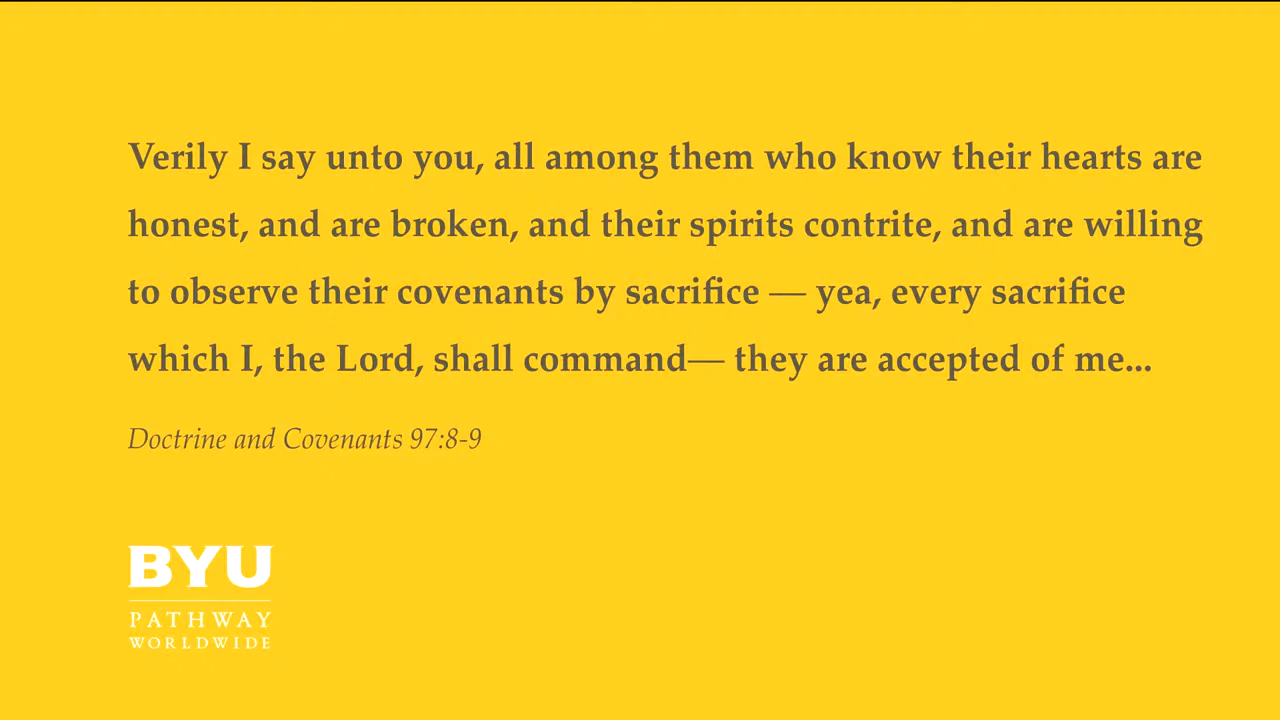 Verily I say unto you, all among them who know their hearts are
honest, and are broken, and their spirits contrite, and are willing
to observe their covenants by sacrifice — yea, every sacrifice
which I, the Lord, shall command— they are accepted of me...
Doctrine and Covenants 97:8-9
BYU
PATHWAY
WORLDWIDE